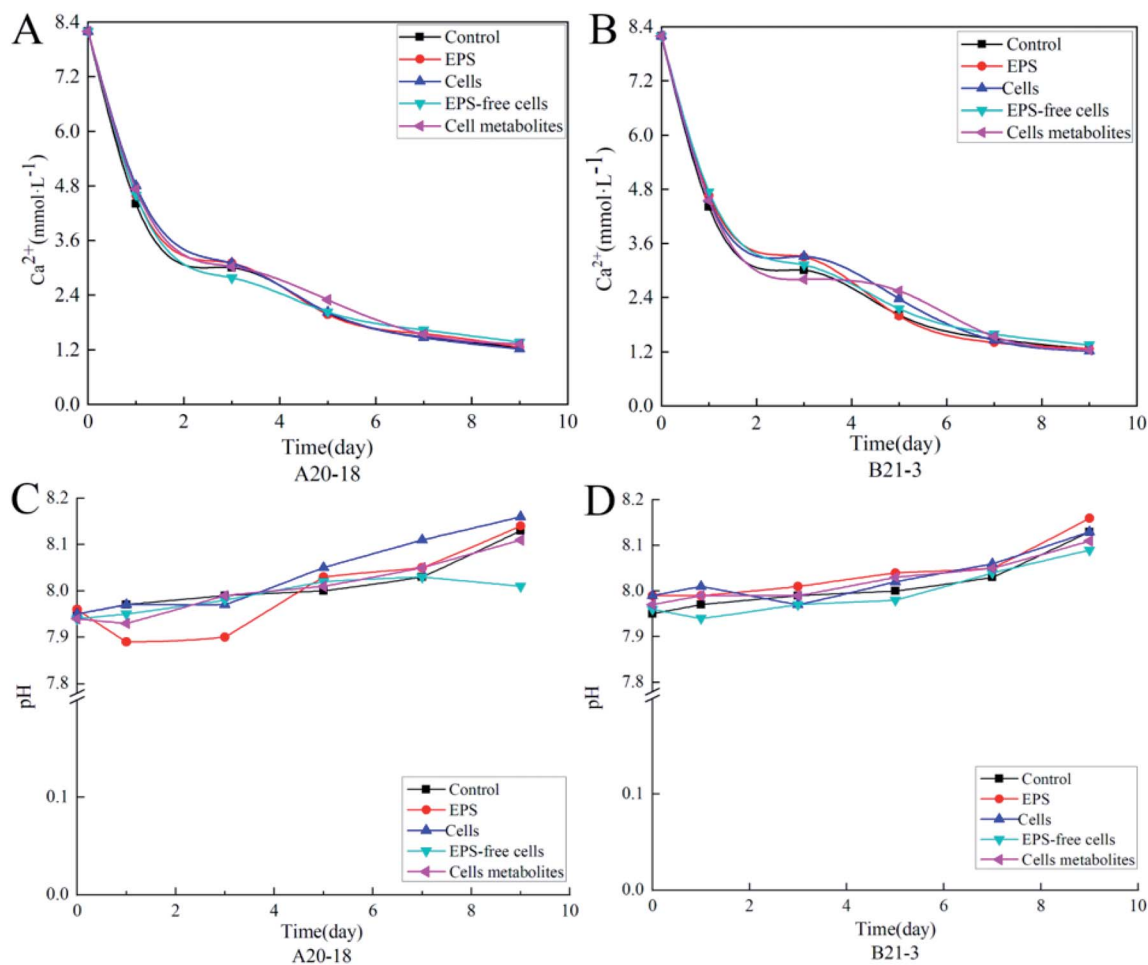 A
8.4
7.2
6.0
4.8
3.6
2.4
1.2
0.0
Ca2+(mmol·L-1)
Control
EPS
Cells
EPS-free cells
Cell metabolites
0 2 4 6 8 10
Time(day)
A20-18
B
8.4
7.2
6.0
4.8
3.6
2.4
1.2
0.0
Ca2+(mmol·L-1)
Control
EPS
Cells
EPS-free cells
Cells metabolites
0 2 4 6 8 10
Time(day)
B21-3
C
8.2
8.1
8.0
7.9
7.8
0.1
0.0
pH
Control
EPS
Cells
EPS-free cells
Cells metabolites
0 2 4 6 8 10
Time(day)
A20-18
D
8.2
8.1
8.0
7.9
7.8
0.1
0.0
pH
Control
EPS
Cells
EPS-free cells
Cells metabolites
0 2 4 6 8 10
Time(day)
B21-3